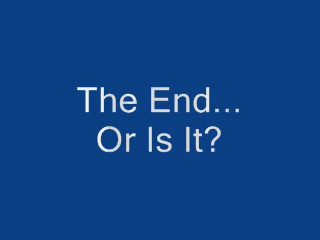 The End...
Or Is It?